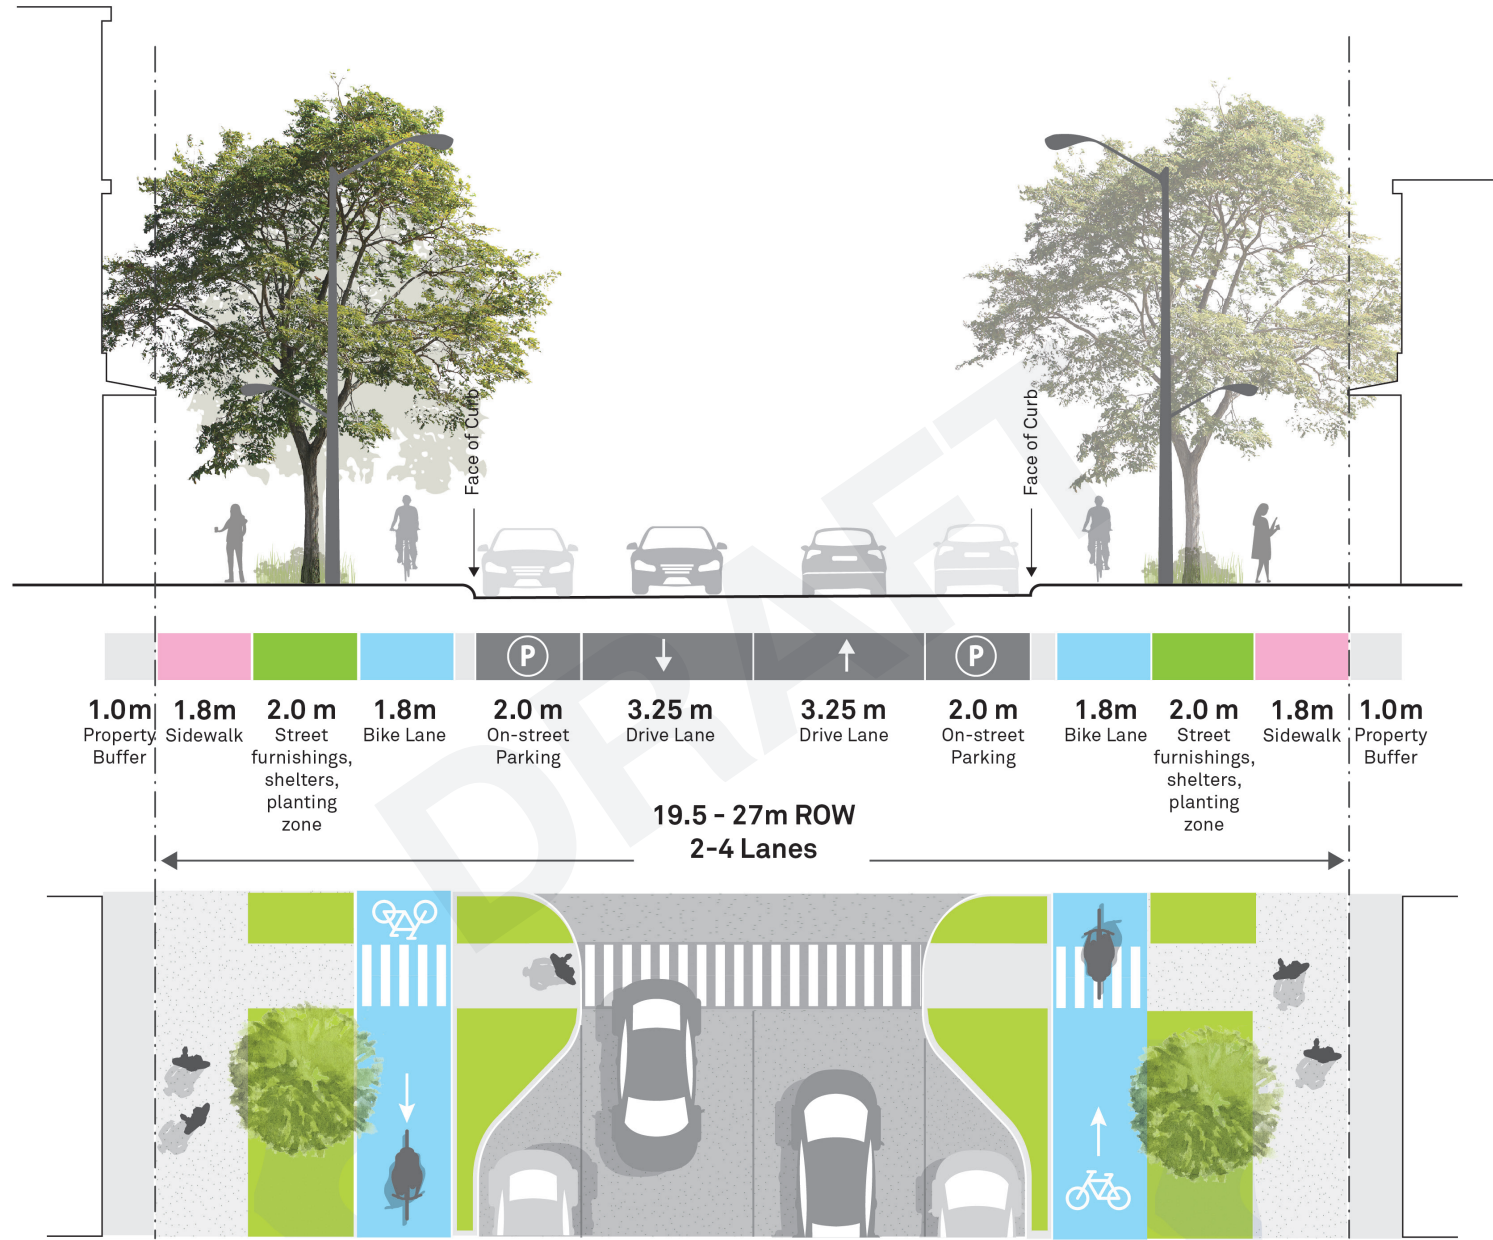 Face of Curb
Face of Curb
P
P
1.0m
Property
Buffer
1.8m
Sidewalk
2.0 m
Street
furnishings,
shelters,
planting
zone
1.8m
Bike Lane
2.0 m
On-street
Parking
3.25 m
Drive Lane
3.25 m
Drive Lane
2.0 m
On-street
Parking
1.8m
Bike Lane
2.0 m
Street
furnishings,
shelters,
planting
zone
1.8m
Sidewalk
1.0m
Property
Buffer
19.5 - 27m ROW
2-4 Lanes
DRAFT